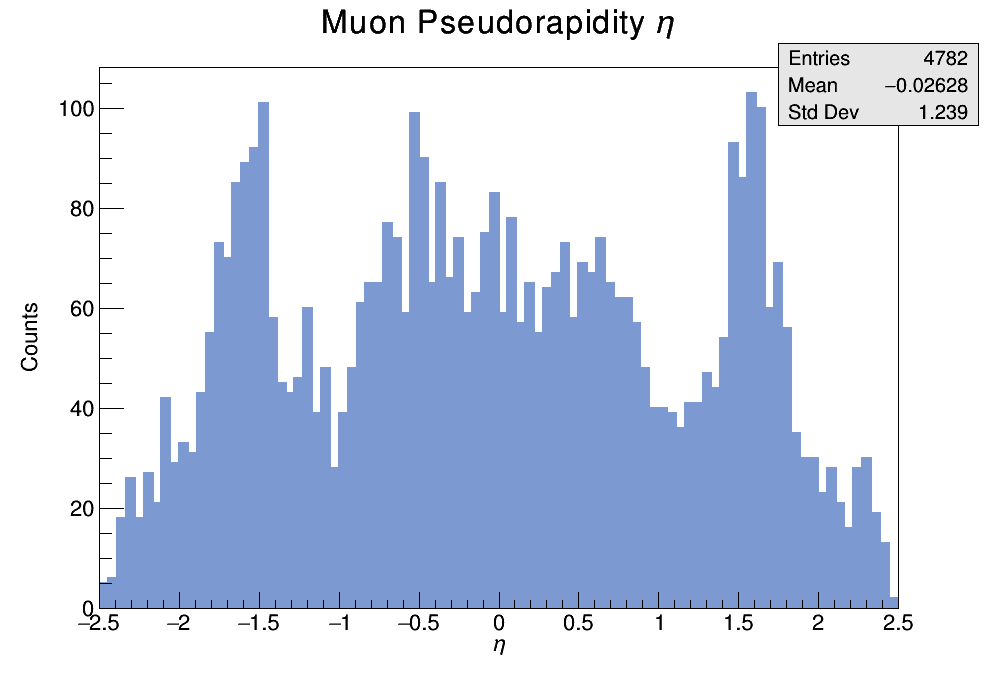 Muon Pseudorapidity η
Entries 4782
Mean −0.02628
Std Dev 1.239
100
80
60
40
20
0
Counts
−2.5 −2 −1.5 −1 −0.5 0 0.5 1 1.5 2 2.5
η